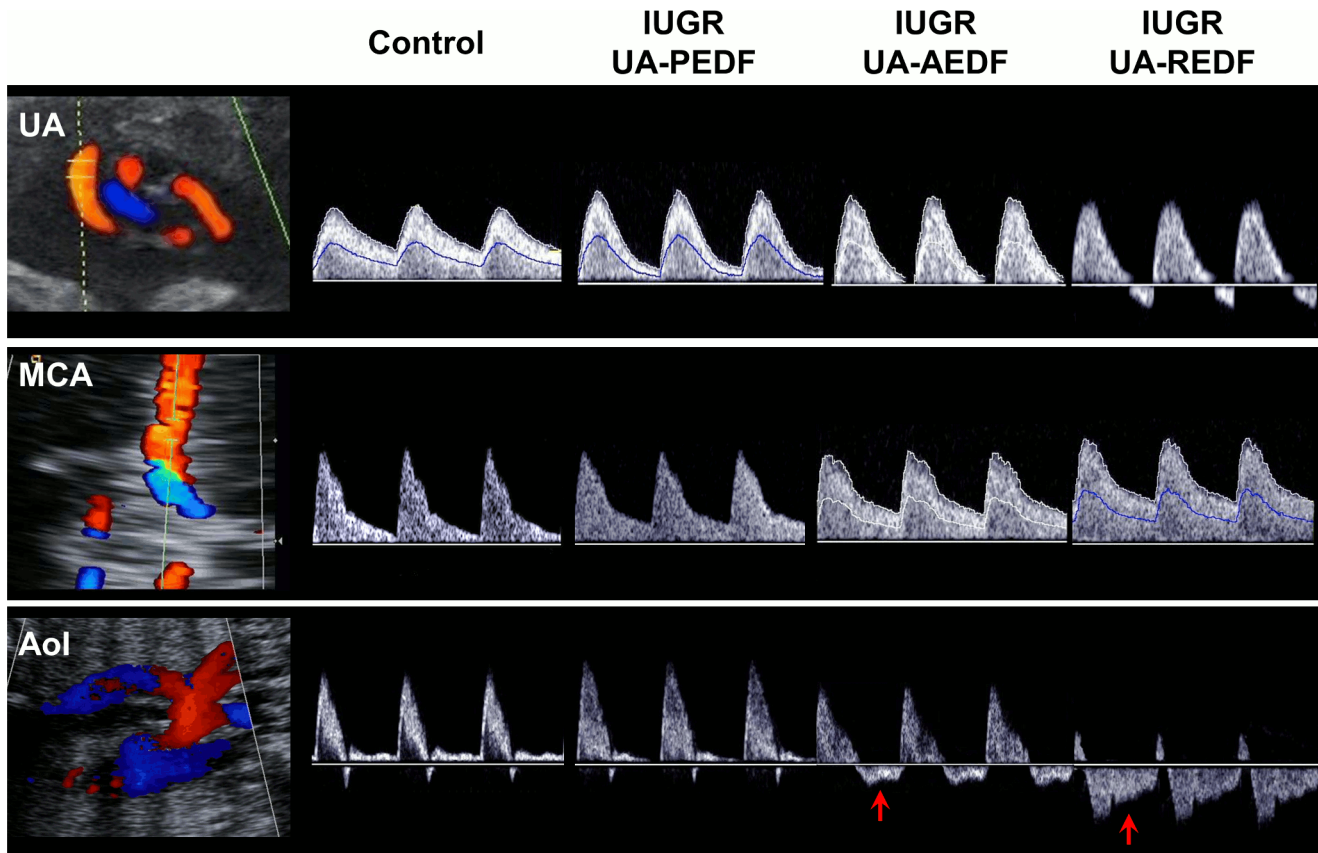 Control
IUGR
UA-PEDF
IUGR
UA-AEDF
IUGR
UA-REDF
UA
MCA
AoI